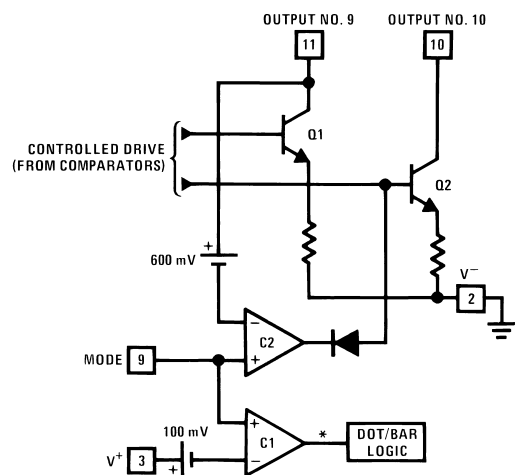 OUTPUT NO. 9
OUTPUT NO. 10
11
10
Q1
CONTROLLED DRIVE
(FROM COMPARATORS)
Q2
+
600 mV
V−
2
−
C2
+
MODE
9
+
C1
−
*
DOT/BAR
LOGIC
100 mV
V+
3
+